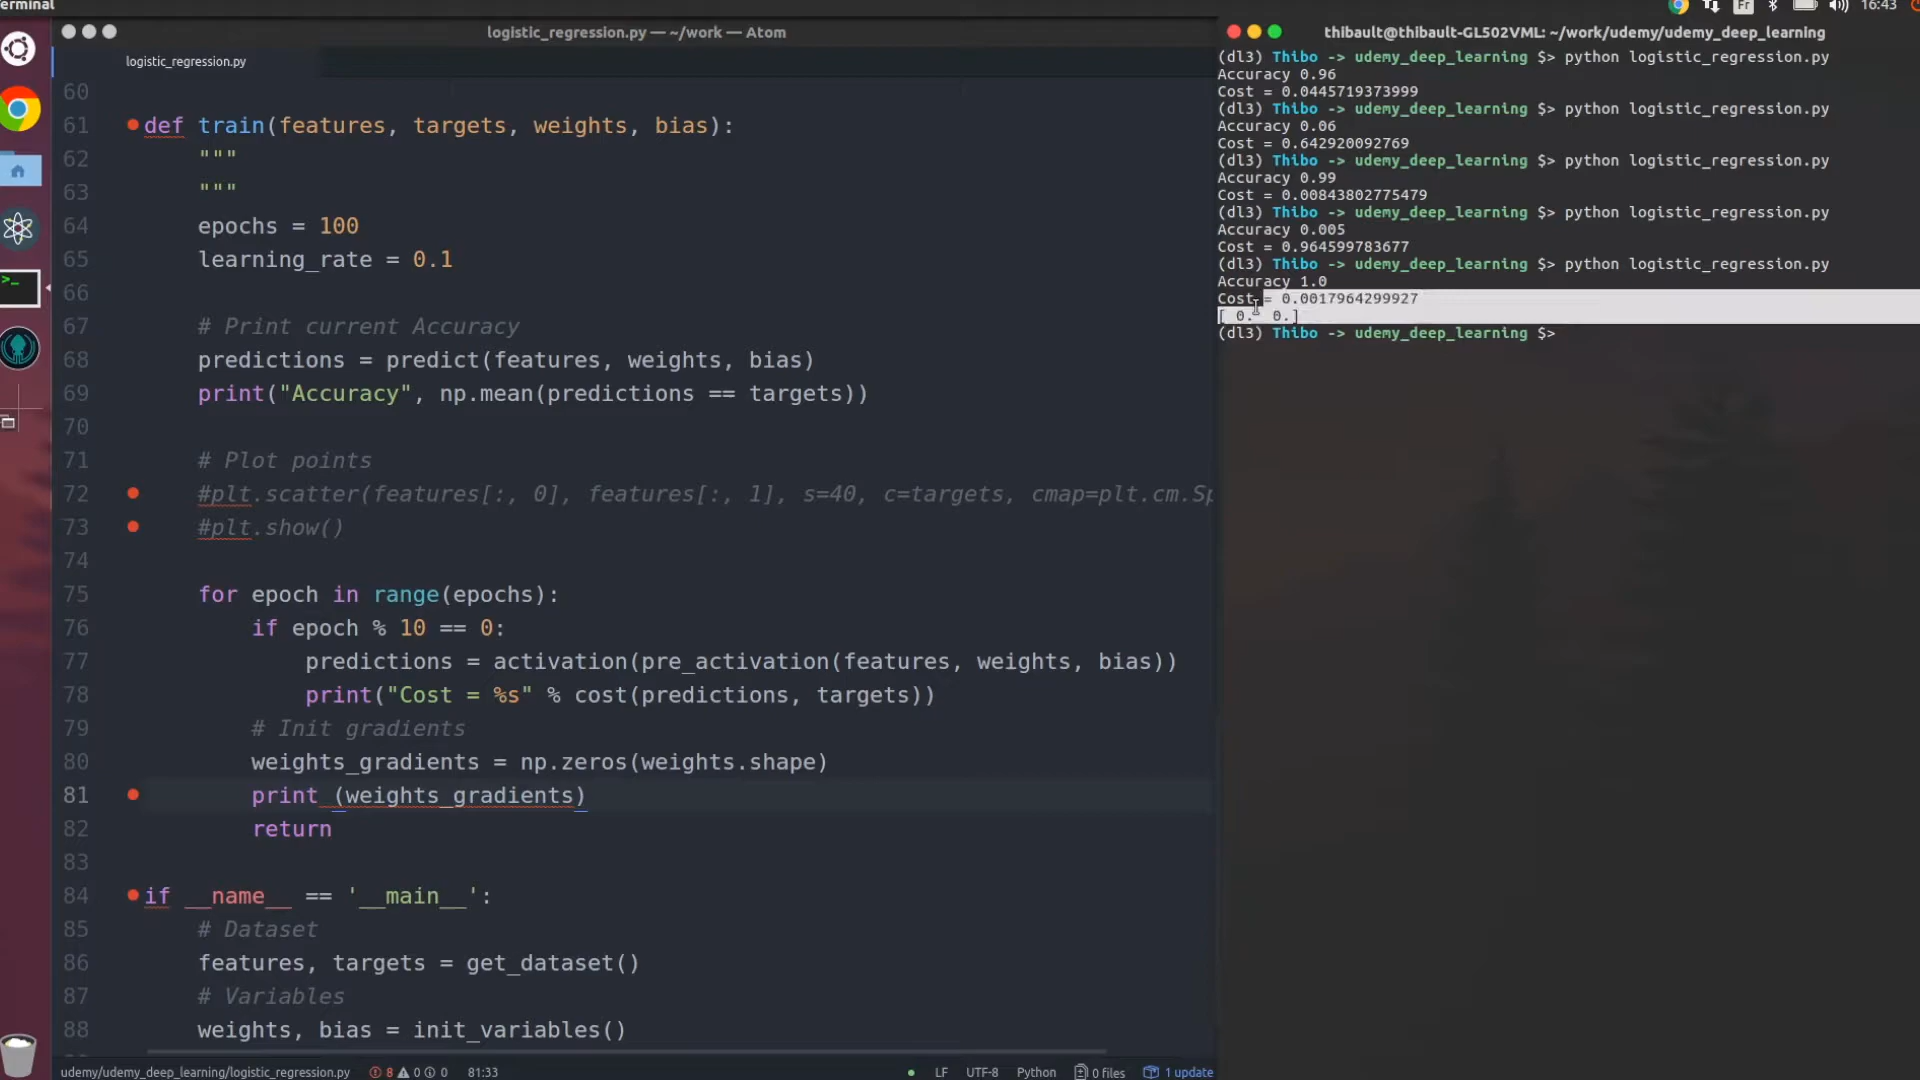 erminal
Fr
16:43
logistic_regression.py — ~/work — Atom
logistic_regression.py
60
61 def train(features, targets, weights, bias):
62 """
63 """
64 epochs = 100
65 learning_rate = 0.1
66
67 # Print current Accuracy
68 predictions = predict(features, weights, bias)
69 print("Accuracy", np.mean(predictions == targets))
70
71 # Plot points
72 #plt.scatter(features[:, 0], features[:, 1], s=40, c=targets, cmap=plt.cm.Sp
73 #plt.show()
74
75 for epoch in range(epochs):
76 if epoch % 10 == 0:
77 predictions = activation(pre_activation(features, weights, bias))
78 print("Cost = %s" % cost(predictions, targets))
79 # Init gradients
80 weights_gradients = np.zeros(weights.shape)
81 print (weights_gradients)
82 return
83
84 if __name__ == '__main__':
85 # Dataset
86 features, targets = get_dataset()
87 # Variables
88 weights, bias = init_variables()
udemy/udemy_deep_learning/logistic_regression.py 8 0 0 81:33
LF UTF-8 Python 0 files 1 update
thibault@thibault-GL502VML: ~/work/udemy/udemy_deep_learning
(dl3) Thibo -> udemy_deep_learning $> python logistic_regression.py
Accuracy 0.96
Cost = 0.0445719373999
(dl3) Thibo -> udemy_deep_learning $> python logistic_regression.py
Accuracy 0.06
Cost = 0.642920092769
(dl3) Thibo -> udemy_deep_learning $> python logistic_regression.py
Accuracy 0.99
Cost = 0.00843802775479
(dl3) Thibo -> udemy_deep_learning $> python logistic_regression.py
Accuracy 0.005
Cost = 0.964599783677
(dl3) Thibo -> udemy_deep_learning $> python logistic_regression.py
Accuracy 1.0
Cost = 0.0017964299927
[ 0. 0.]
(dl3) Thibo -> udemy_deep_learning $>